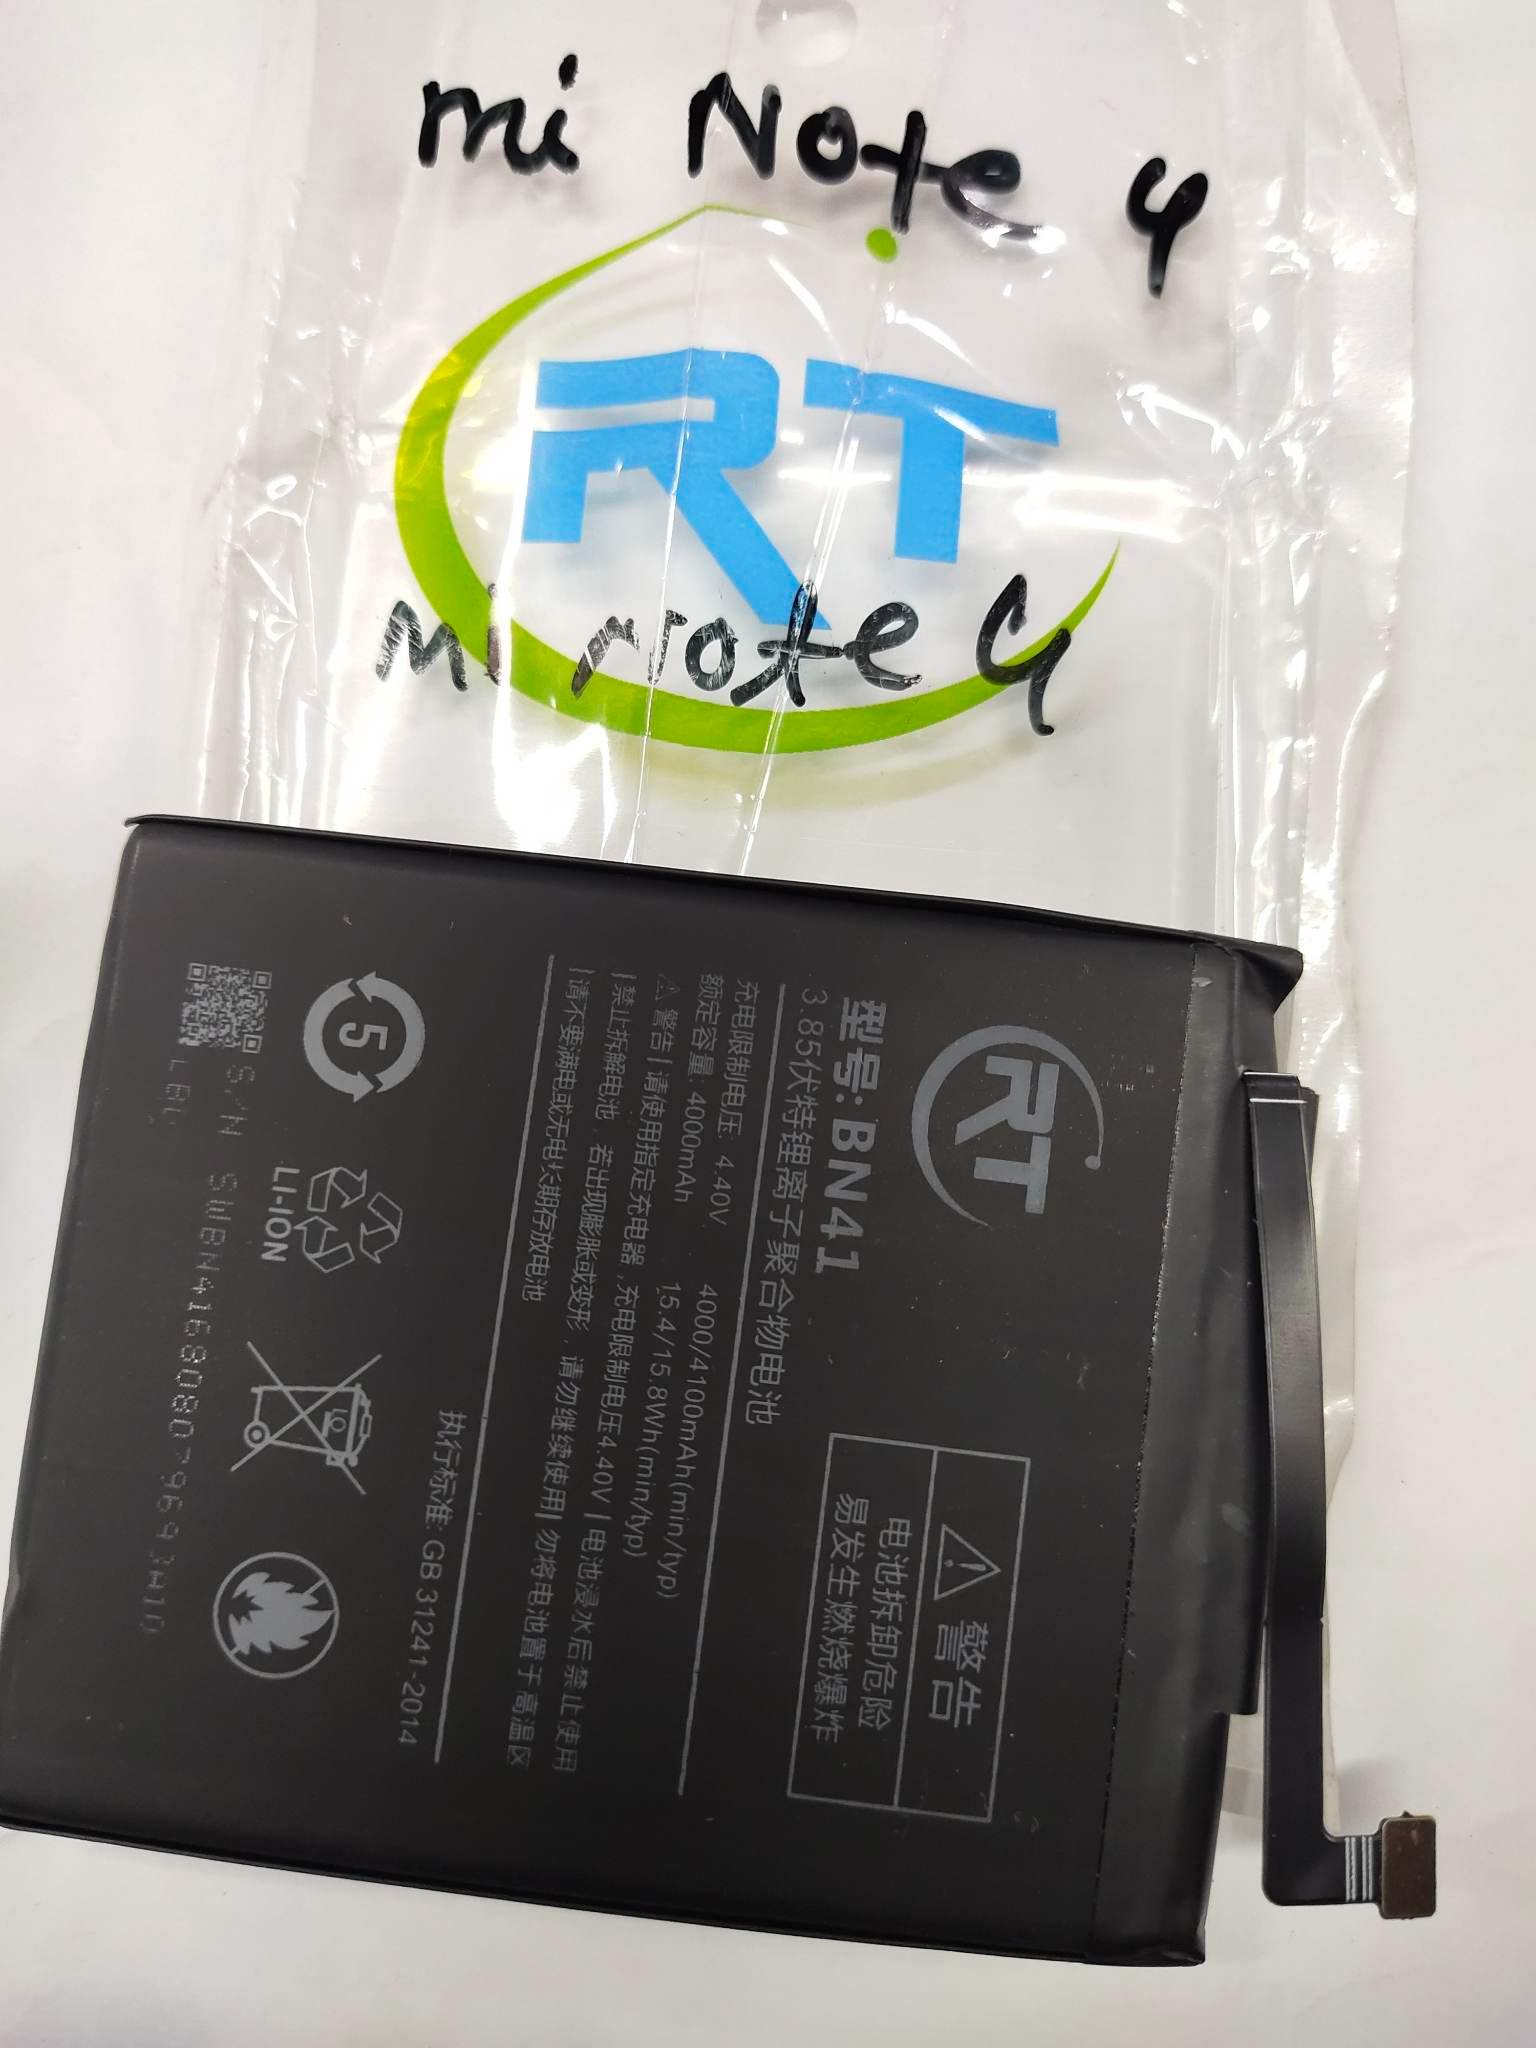 mi Note 4
RT
mi note 4
RT
型号: BN41
3.85伏特锂离子聚合物电池
充电限制电压: 4.40V 4000/4100mAh(min/typ)
额定容量: 4000mAh 15.4/15.8Wh(min/typ)
警告 | 请使用指定充电器, 充电限制电压4.40V | 电池浸水后禁止使用
| 禁止拆解电池, 若出现膨胀或变形, 请勿继续使用 | 勿将电池置于高温区
| 请不要满电或无电长期存放电池
警告
电池拆卸危险
易发生燃烧爆炸
执行标准: GB31241-2014
5
LI-ION
S/N